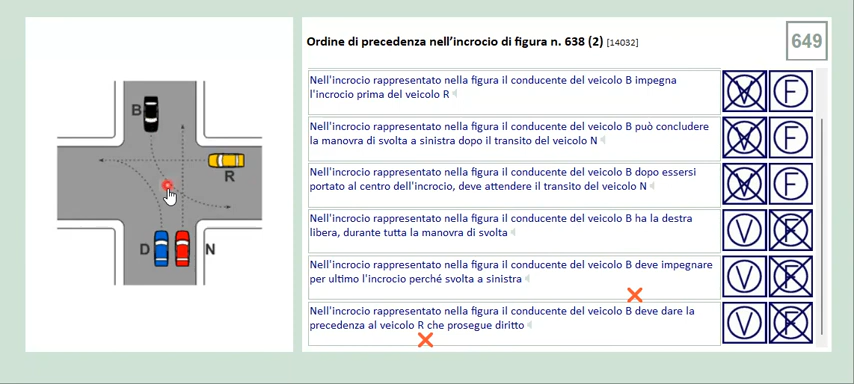 Ordine di precedenza nell'incrocio di figura n. 638 (2) [14032]
649
Nell'incrocio rappresentato nella figura il conducente del veicolo B impegna
l'incrocio prima del veicolo R
V F
Nell'incrocio rappresentato nella figura il conducente del veicolo B può concludere
la manovra di svolta a sinistra dopo il transito del veicolo N
V F
Nell'incrocio rappresentato nella figura il conducente del veicolo B dopo essersi
portato al centro dell'incrocio, deve attendere il transito del veicolo N
V F
Nell'incrocio rappresentato nella figura il conducente del veicolo B ha la destra
libera, durante tutta la manovra di svolta
V F
Nell'incrocio rappresentato nella figura il conducente del veicolo B deve impegnare
per ultimo l'incrocio perché svolta a sinistra
V F
Nell'incrocio rappresentato nella figura il conducente del veicolo B deve dare la
precedenza al veicolo R che prosegue diritto
V F
B
R
D N